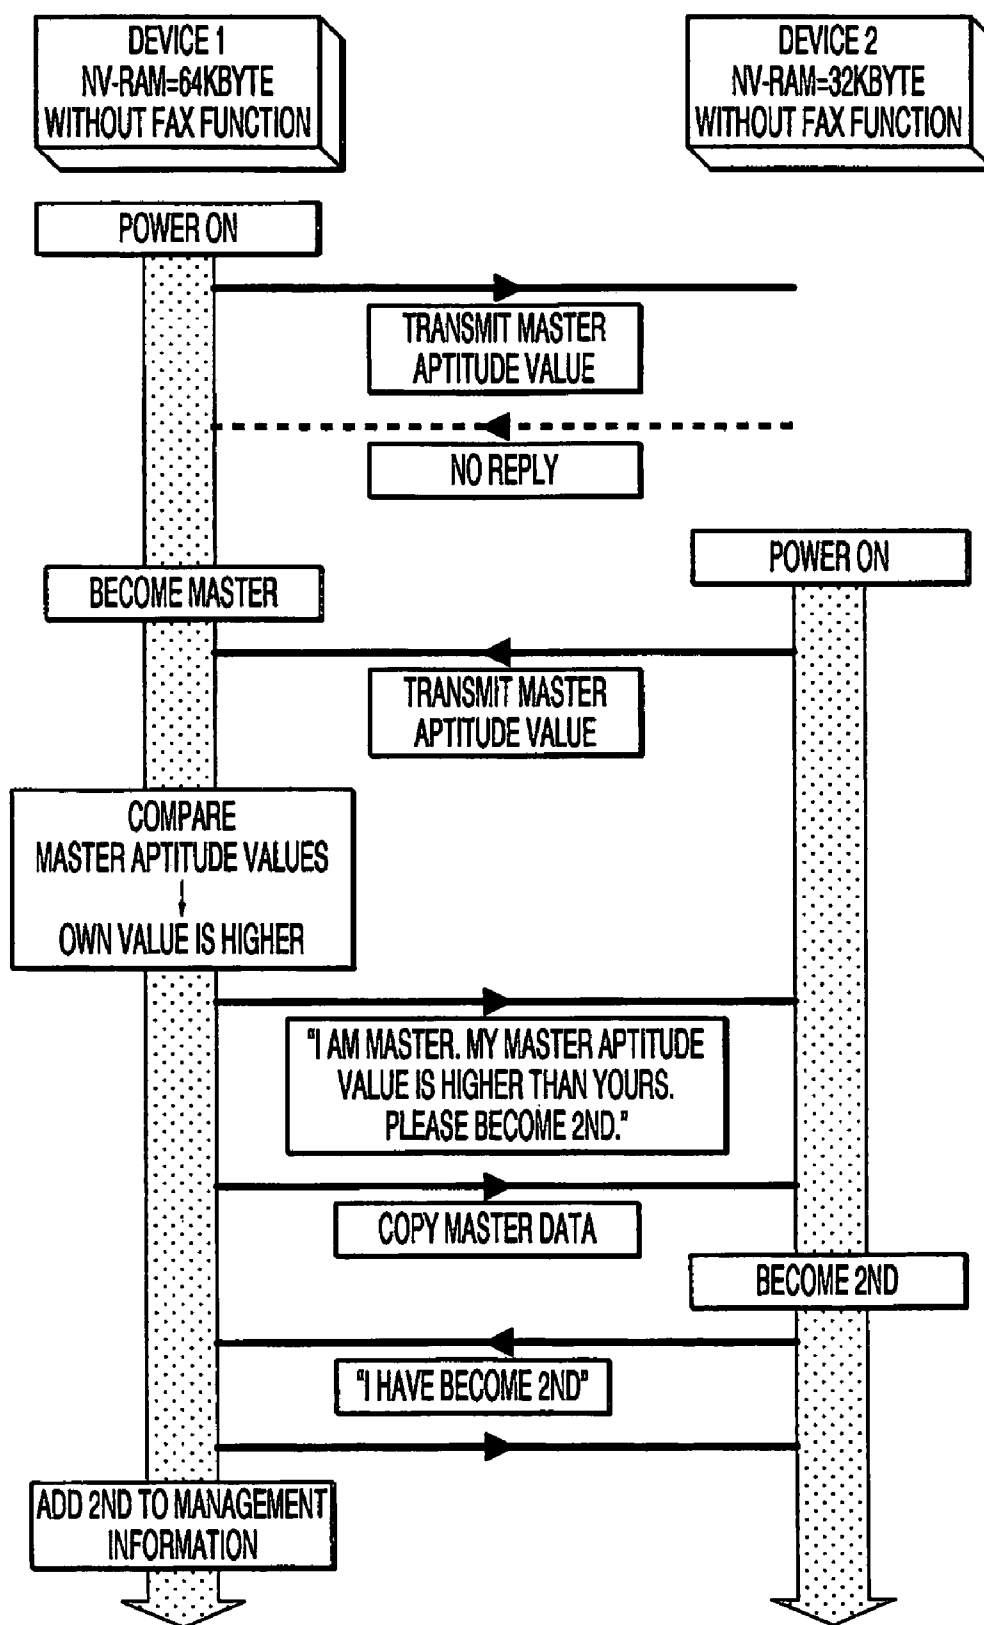 DEVICE 1
NV-RAM=64KBYTE
WITHOUT FAX FUNCTION
DEVICE 2
NV-RAM=32KBYTE
WITHOUT FAX FUNCTION
POWER ON
TRANSMIT MASTER
APTITUDE VALUE
NO REPLY
POWER ON
BECOME MASTER
TRANSMIT MASTER
APTITUDE VALUE
COMPARE
MASTER APTITUDE VALUES
OWN VALUE IS HIGHER
"I AM MASTER. MY MASTER APTITUDE
VALUE IS HIGHER THAN YOURS.
PLEASE BECOME 2ND."
COPY MASTER DATA
BECOME 2ND
"I HAVE BECOME 2ND"
ADD 2ND TO MANAGEMENT
INFORMATION